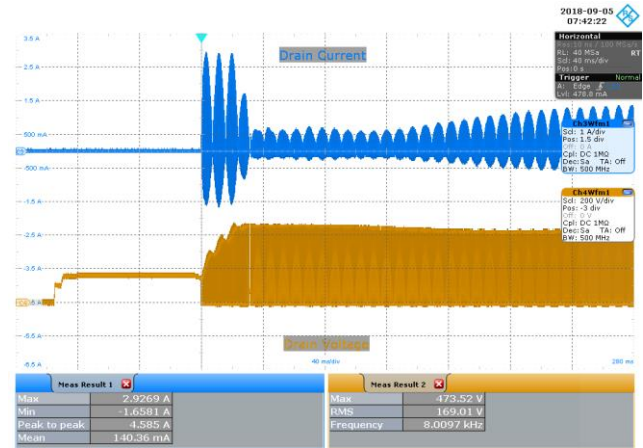 2018-09-05
07:42:22
Horizontal
RL: 40 MSa RT
Scl: 40 ms/div
Pos: 0 s
Trigger Normal
A: Edge
Lvl: 478.8 mA
3.5 A
2.5 A
1.5 A
500 mA
-500 mA
-1.5 A
-2.5 A
-3.5 A
-5.5 A
-6.5 A
Drain Current
Ch3Wfm1
Scl: 1 A/div
Pos: 1.5 div
Off: 0 A
Cpl: DC 1MΩ
Dec: Sa TA: Off
BW: 500 MHz
Ch4Wfm1
Scl: 200 V/div
Pos: -3 div
Off: 0 V
Cpl: DC 1MΩ
Dec: Sa TA: Off
BW: 500 MHz
Drain Voltage
40 ms/div
280 ms
Meas Result 1
Max 2.9269 A
Min -1.6581 A
Peak to peak 4.585 A
Mean 140.36 mA
Meas Result 2
Max 473.52 V
RMS 169.01 V
Frequency 8.0097 kHz